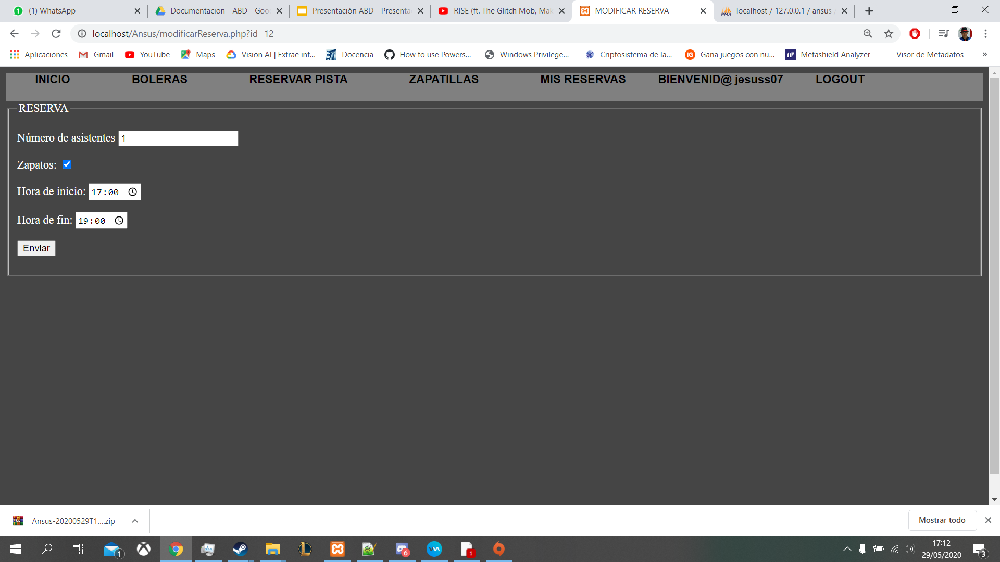 (1) WhatsApp
Documentacion - ABD - Goo
Presentación ABD - Presenta
RISE (ft. The Glitch Mob, Mak
MODIFICAR RESERVA
localhost / 127.0.0.1 / ansus
localhost/Ansus/modificarReserva.php?id=12
Aplicaciones
Gmail
YouTube
Maps
Vision AI | Extrae inf...
Docencia
How to use Powers...
Windows Privilege...
Criptosistema de la...
Gana juegos con nu...
Metashield Analyzer
Visor de Metadatos
»
INICIO BOLERAS RESERVAR PISTA ZAPATILLAS MIS RESERVAS BIENVENID@ jesuss07 LOGOUT
RESERVA
Número de asistentes 1
Zapatos:
Hora de inicio: 17:00
Hora de fin: 19:00
Enviar
Ansus-20200529T1....zip
Mostrar todo
1
6
1
17:12
29/05/2020
3